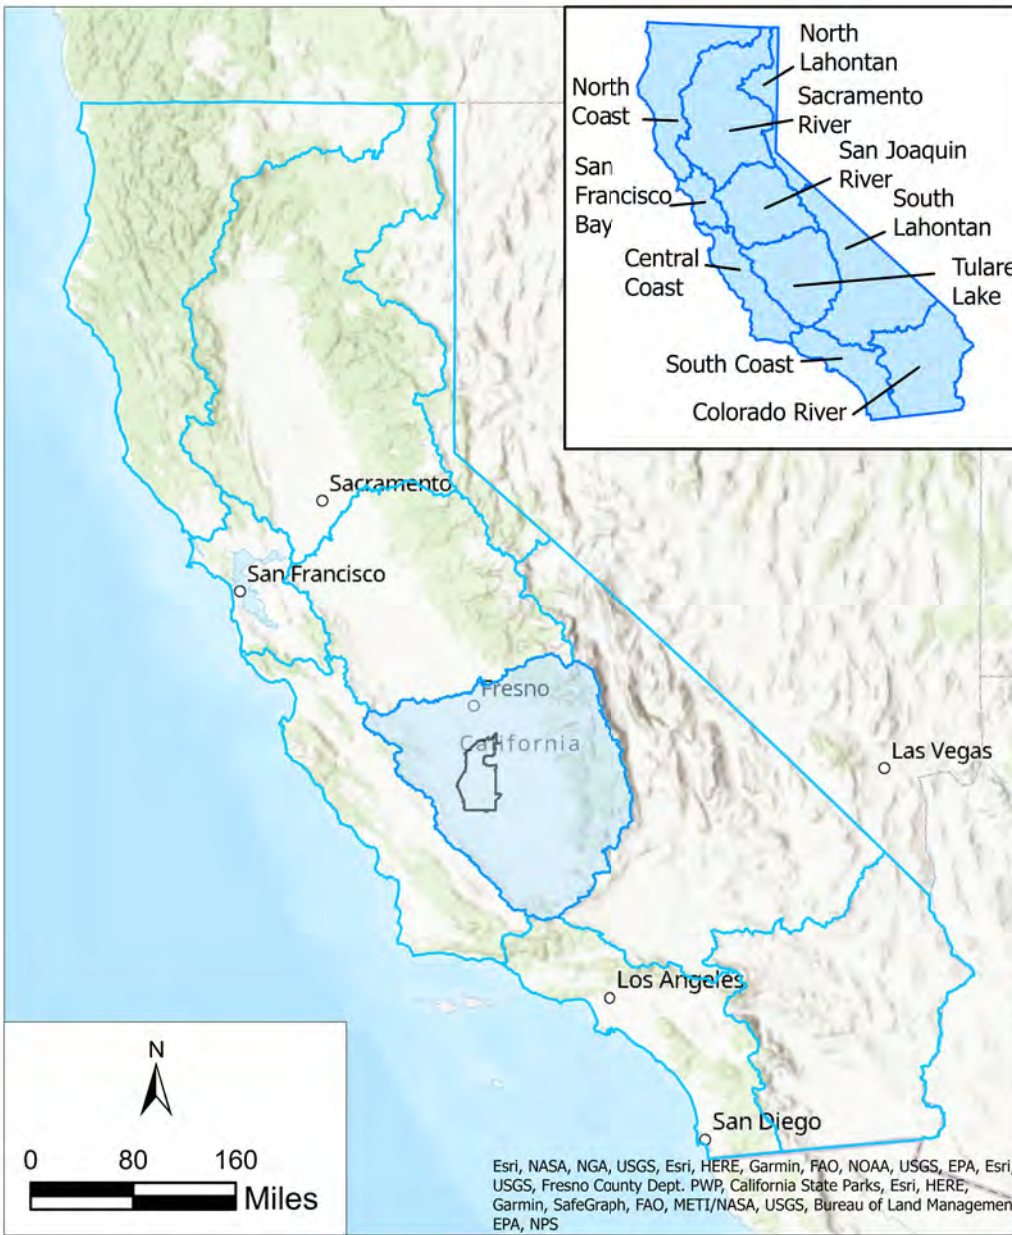 North
Lahontan
North
Coast
Sacramento
River
San Joaquin
River
San
Francisco
Bay
South
Lahontan
Central
Coast
Tulare
Lake
South Coast
Colorado River
Sacramento
San Francisco
Fresno
California
Las Vegas
Los Angeles
San Diego
N
0 80 160
Miles
Esri, NASA, NGA, USGS, Esri, HERE, Garmin, FAO, NOAA, USGS, EPA, Esri,
USGS, Fresno County Dept. PWP, California State Parks, Esri, HERE,
Garmin, SafeGraph, FAO, METI/NASA, USGS, Bureau of Land Management,
EPA, NPS